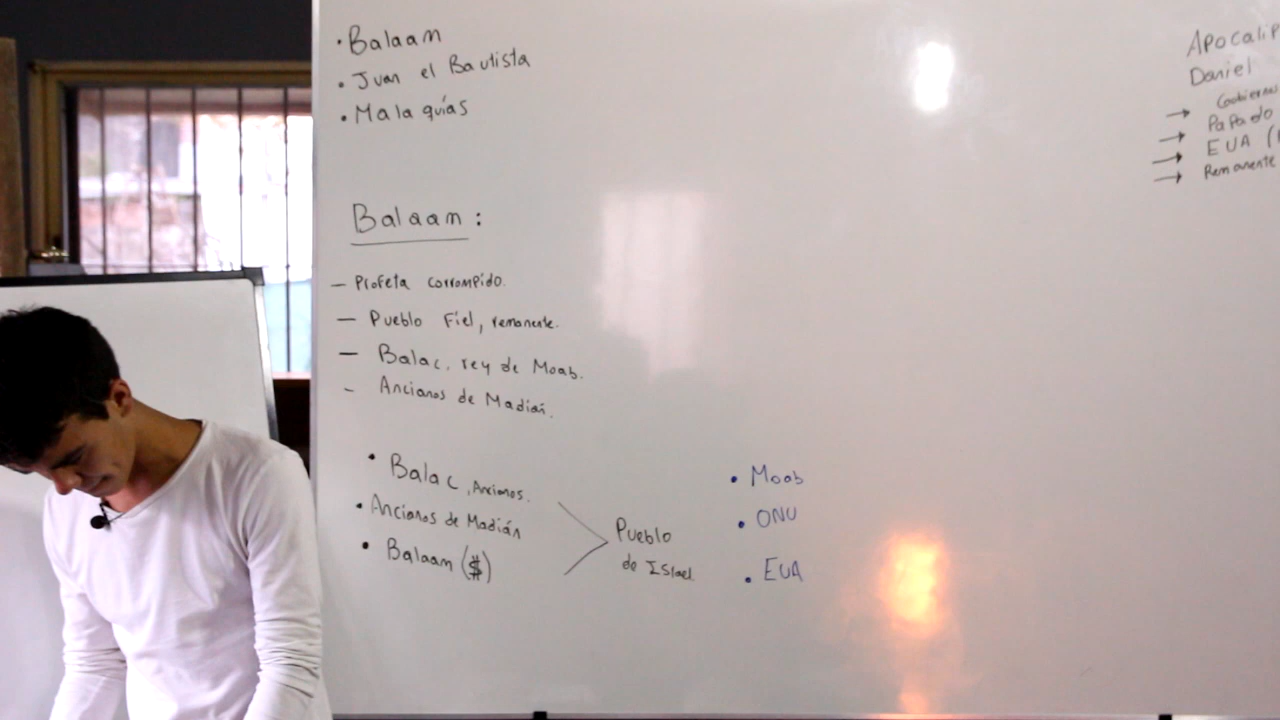 · Balaam
· Juan el Bautista
· Malaquías
Balaam :
— Profeta corrompido.
— Pueblo Fiel, remanente.
— Balac, rey de Moab.
- Ancianos de Madián.
• Balac, Ancianos.
• Ancianos de Madián
• Balaam ($)
Pueblo
de Israel
• Moab
• ONU
• EUA
Apocalip
Daniel
→ Gobierno
→ Papado
→ EUA (
→ Remanente